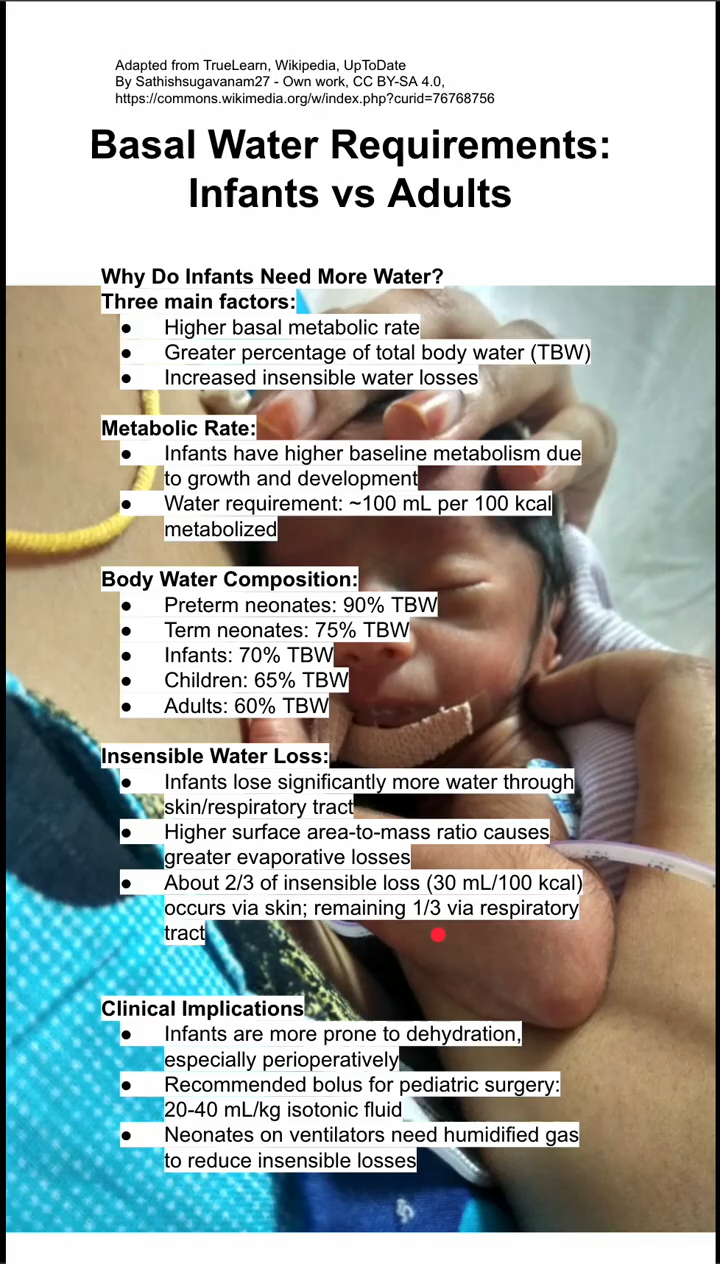 Adapted from TrueLearn, Wikipedia, UpToDate
By Sathishsugavanam27 - Own work, CC BY-SA 4.0,
https://commons.wikimedia.org/w/index.php?curid=76768756
Basal Water Requirements:
Infants vs Adults
Why Do Infants Need More Water?
Three main factors:
● Higher basal metabolic rate
● Greater percentage of total body water (TBW)
● Increased insensible water losses
Metabolic Rate:
● Infants have higher baseline metabolism due
to growth and development
● Water requirement: ~100 mL per 100 kcal
metabolized
Body Water Composition:
● Preterm neonates: 90% TBW
● Term neonates: 75% TBW
● Infants: 70% TBW
● Children: 65% TBW
● Adults: 60% TBW
Insensible Water Loss:
● Infants lose significantly more water through
skin/respiratory tract
● Higher surface area-to-mass ratio causes
greater evaporative losses
● About 2/3 of insensible loss (30 mL/100 kcal)
occurs via skin; remaining 1/3 via respiratory
tract
Clinical Implications
● Infants are more prone to dehydration,
especially perioperatively
● Recommended bolus for pediatric surgery:
20-40 mL/kg isotonic fluid
● Neonates on ventilators need humidified gas
to reduce insensible losses